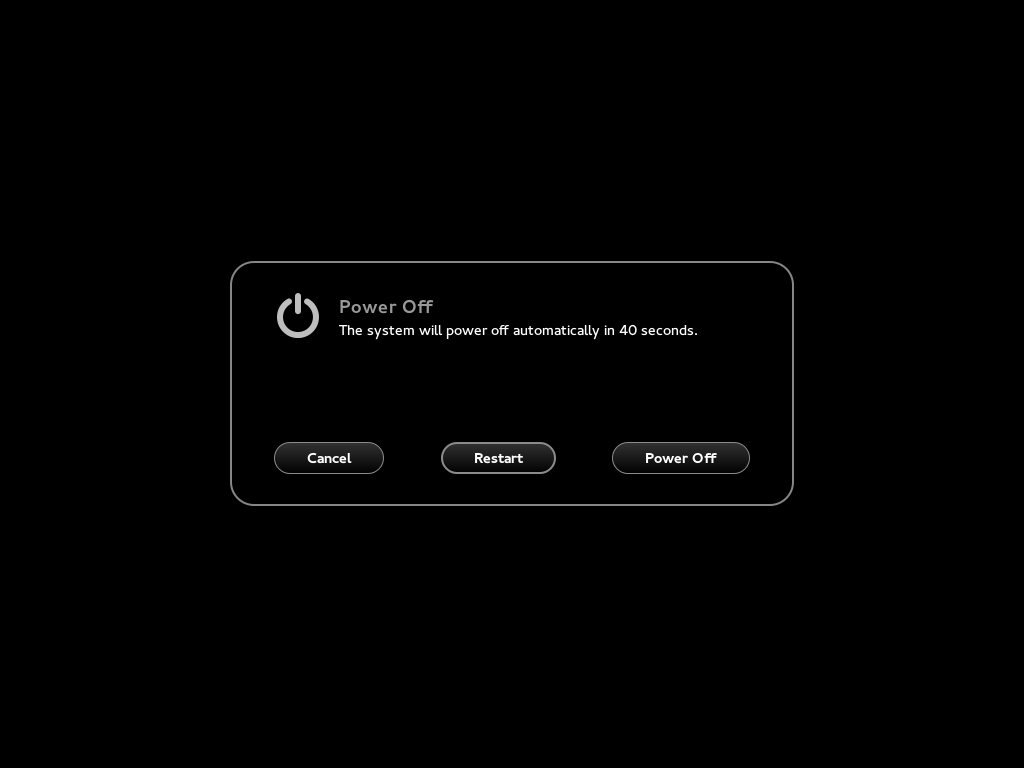 Power Off
The system will power off automatically in 40 seconds.
Cancel
Restart
Power Off